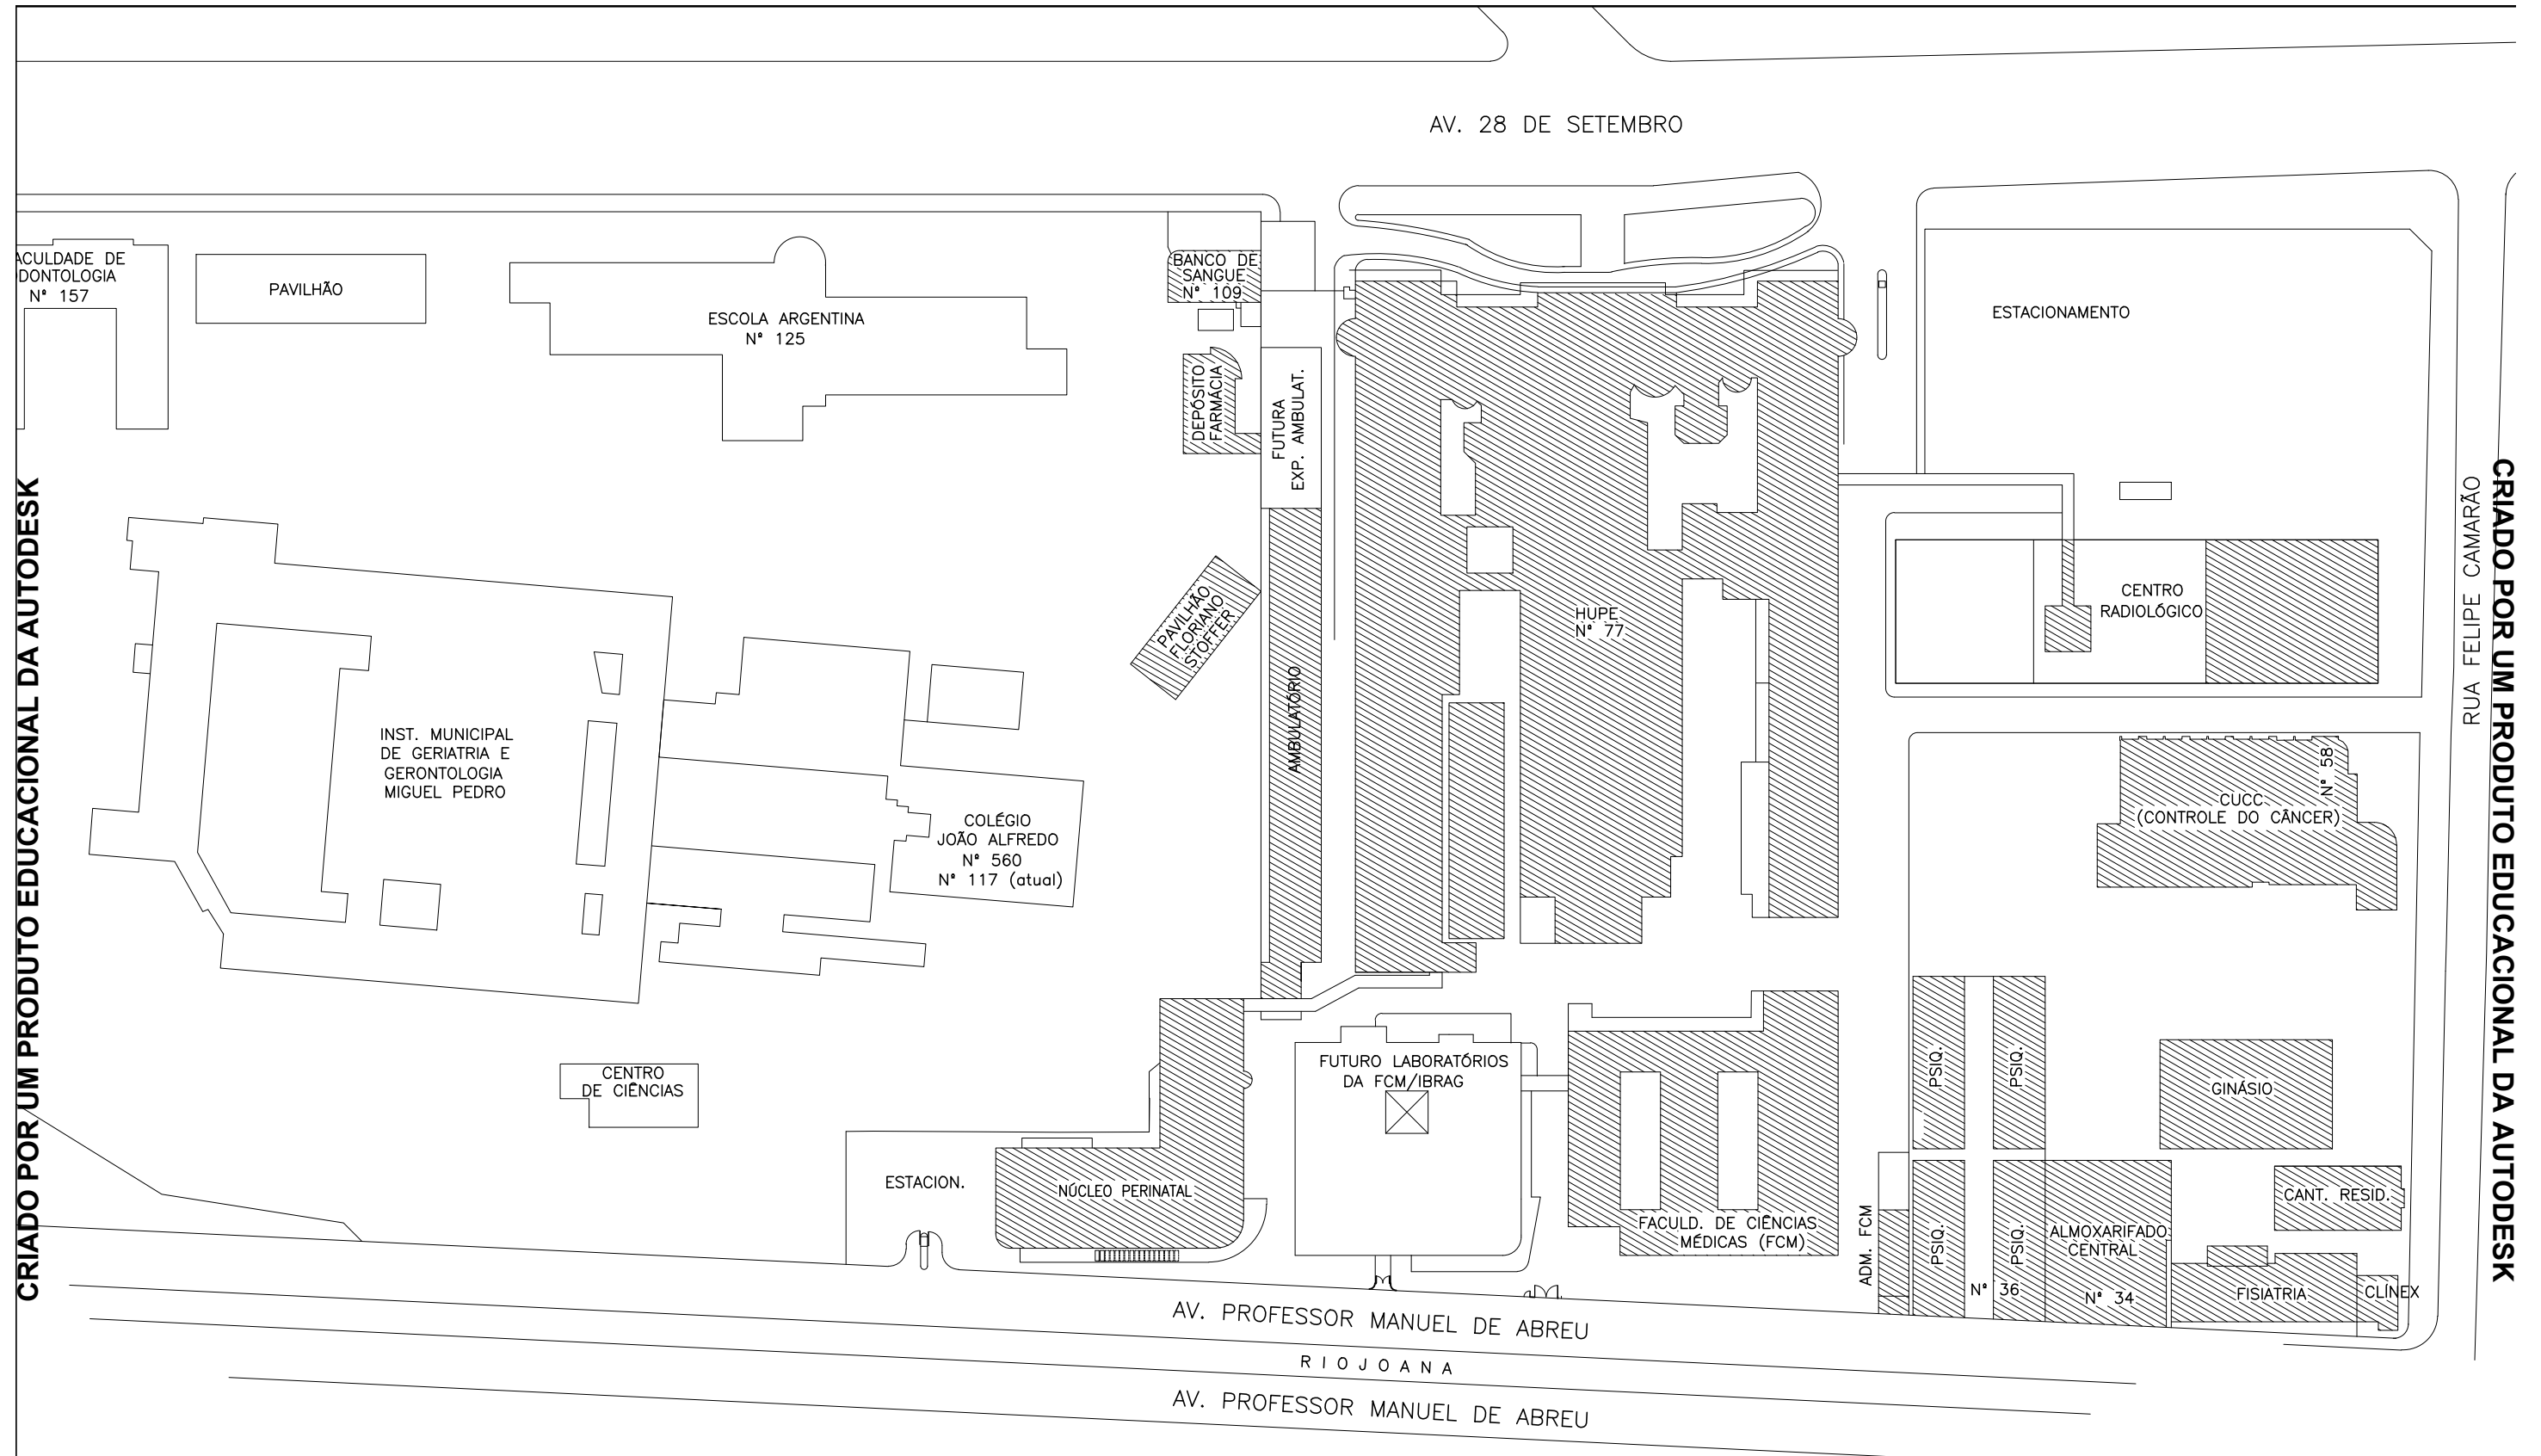 AV. 28 DE SETEMBRO
ACULDADE DE
DONTOLOGIA
Nº 157
PAVILHÃO
ESCOLA ARGENTINA
Nº 125
BANCO DE
SANGUE
Nº 109
DEPÓSITO
FARMÁCIA
FUTURA
EXP. AMBULAT.
ESTACIONAMENTO
RUA FELIPE CAMARÃO
CRIADO POR UM PRODUTO EDUCACIONAL DA AUTODESK
CRIADO POR UM PRODUTO EDUCACIONAL DA AUTODESK
PAVILHÃO
FLORIANO
STOFFER
HUPE
Nº 77
CENTRO
RADIOLÓGICO
AMBULATÓRIO
INST. MUNICIPAL
DE GERIATRIA E
GERONTOLOGIA
MIGUEL PEDRO
COLÉGIO
JOÃO ALFREDO
Nº 560
Nº 117 (atual)
Nº 58
CUCC
(CONTROLE DO CÂNCER)
CENTRO
DE CIÊNCIAS
FUTURO LABORATÓRIOS
DA FCM/IBRAG
PSIQ.
PSIQ.
GINÁSIO
ESTACION.
NÚCLEO PERINATAL
FACULD. DE CIÊNCIAS
MÉDICAS (FCM)
ADM. FCM
PSIQ.
PSIQ.
Nº 36
ALMOXARIFADO
CENTRAL
Nº 34
CANT. RESID.
FISIATRIA
CLÍNEX
AV. PROFESSOR MANUEL DE ABREU
RIO JOANA
AV. PROFESSOR MANUEL DE ABREU